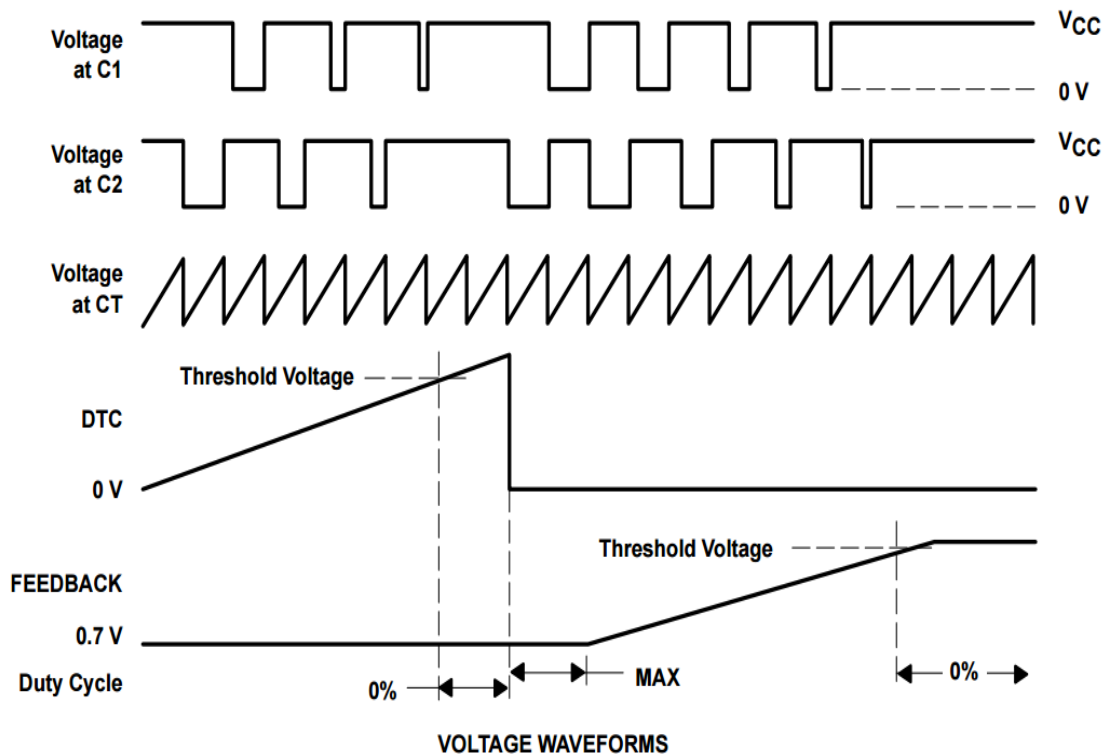 Voltage
at C1
VCC
0 V
Voltage
at C2
VCC
0 V
Voltage
at CT
Threshold Voltage
DTC
0 V
Threshold Voltage
FEEDBACK
0.7 V
Duty Cycle
0%
MAX
0%
VOLTAGE WAVEFORMS